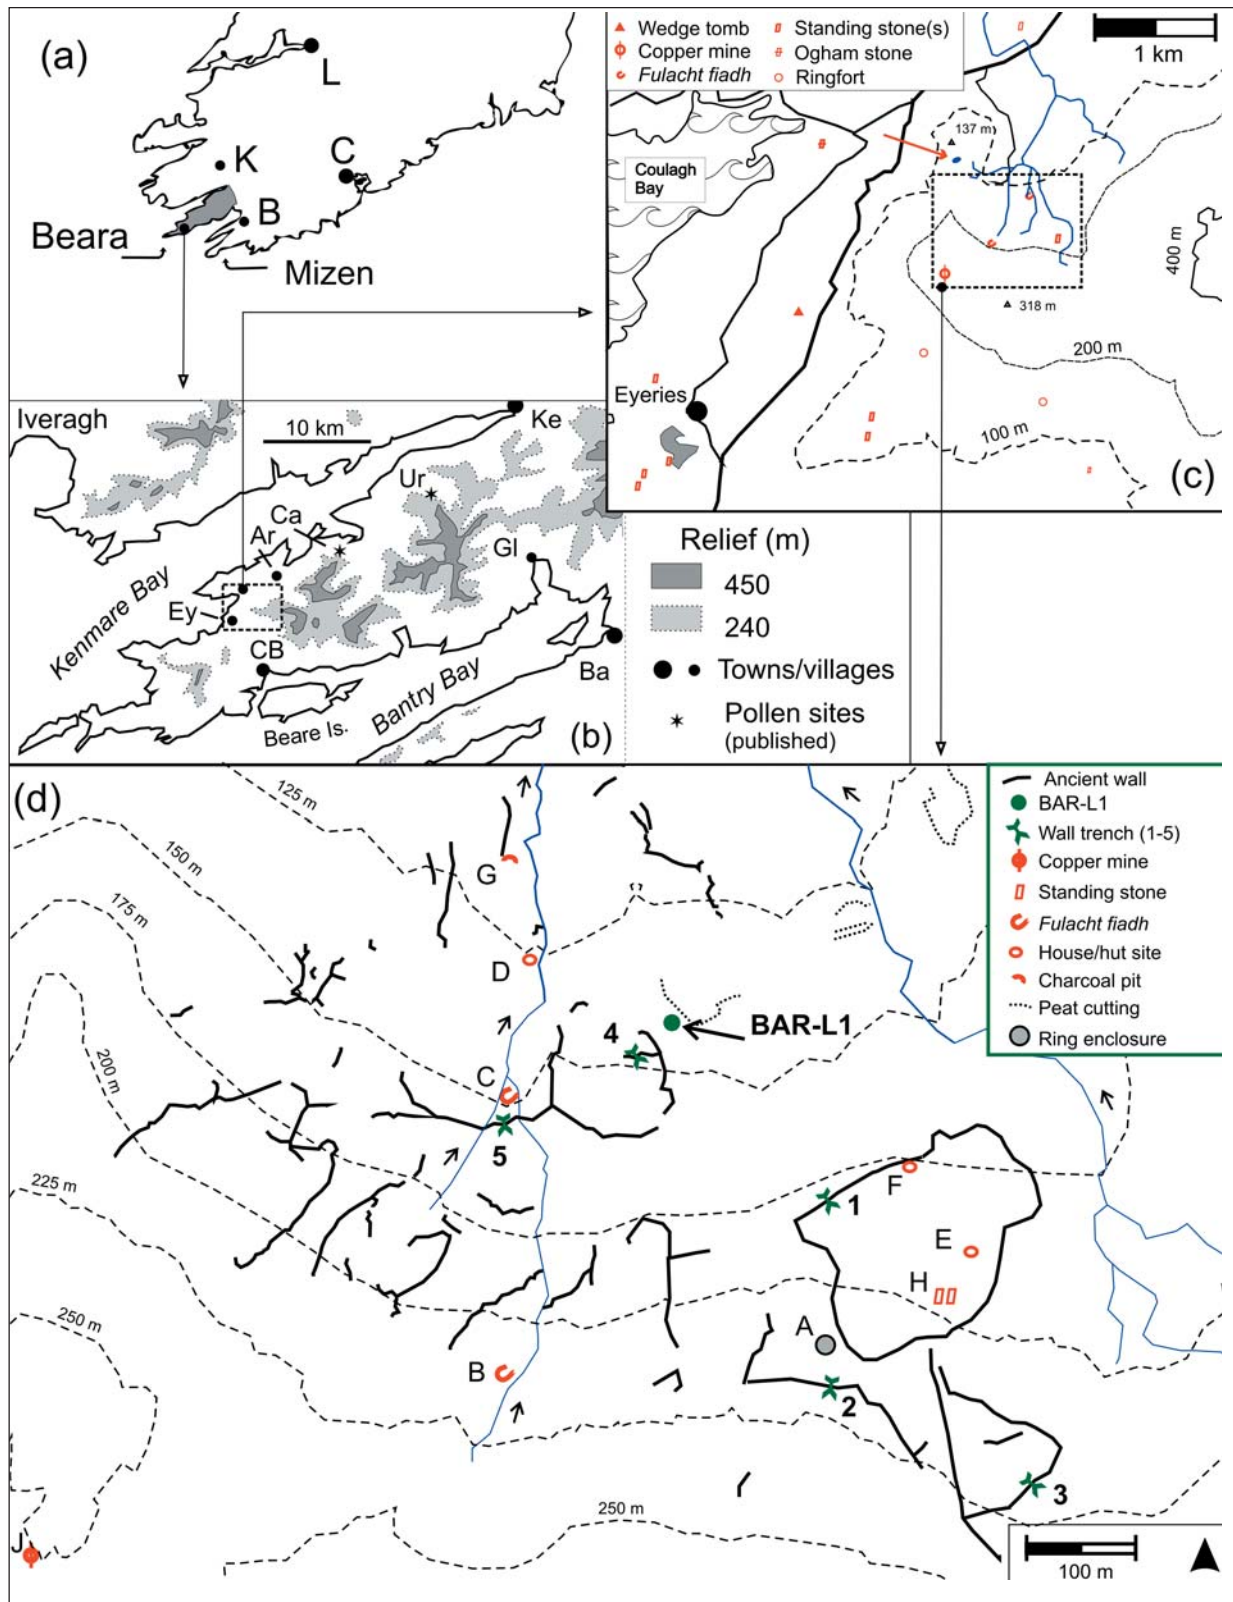 (a)
L
K
C
B
Beara
Mizen
Wedge tomb
Copper mine
Fulacht fiadh
Standing stone(s)
Ogham stone
Ringfort
1 km
137 m
Coulagh
Bay
400 m
318 m
200 m
Eyeries
100 m
(c)
Iveragh
10 km
Ke
Ur
Ca
Ar
Gl
Kenmare Bay
Ey
CB
Ba
Bantry Bay
Beare Is.
(b)
Relief (m)
450
240
Towns/villages
Pollen sites
(published)
(d)
125 m
150 m
175 m
200 m
225 m
250 m
G
D
C
5
4
BAR-L1
B
1
F
E
H
A
2
3
J
250 m
Ancient wall
BAR-L1
Wall trench (1-5)
Copper mine
Standing stone
Fulacht fiadh
House/hut site
Charcoal pit
Peat cutting
Ring enclosure
100 m